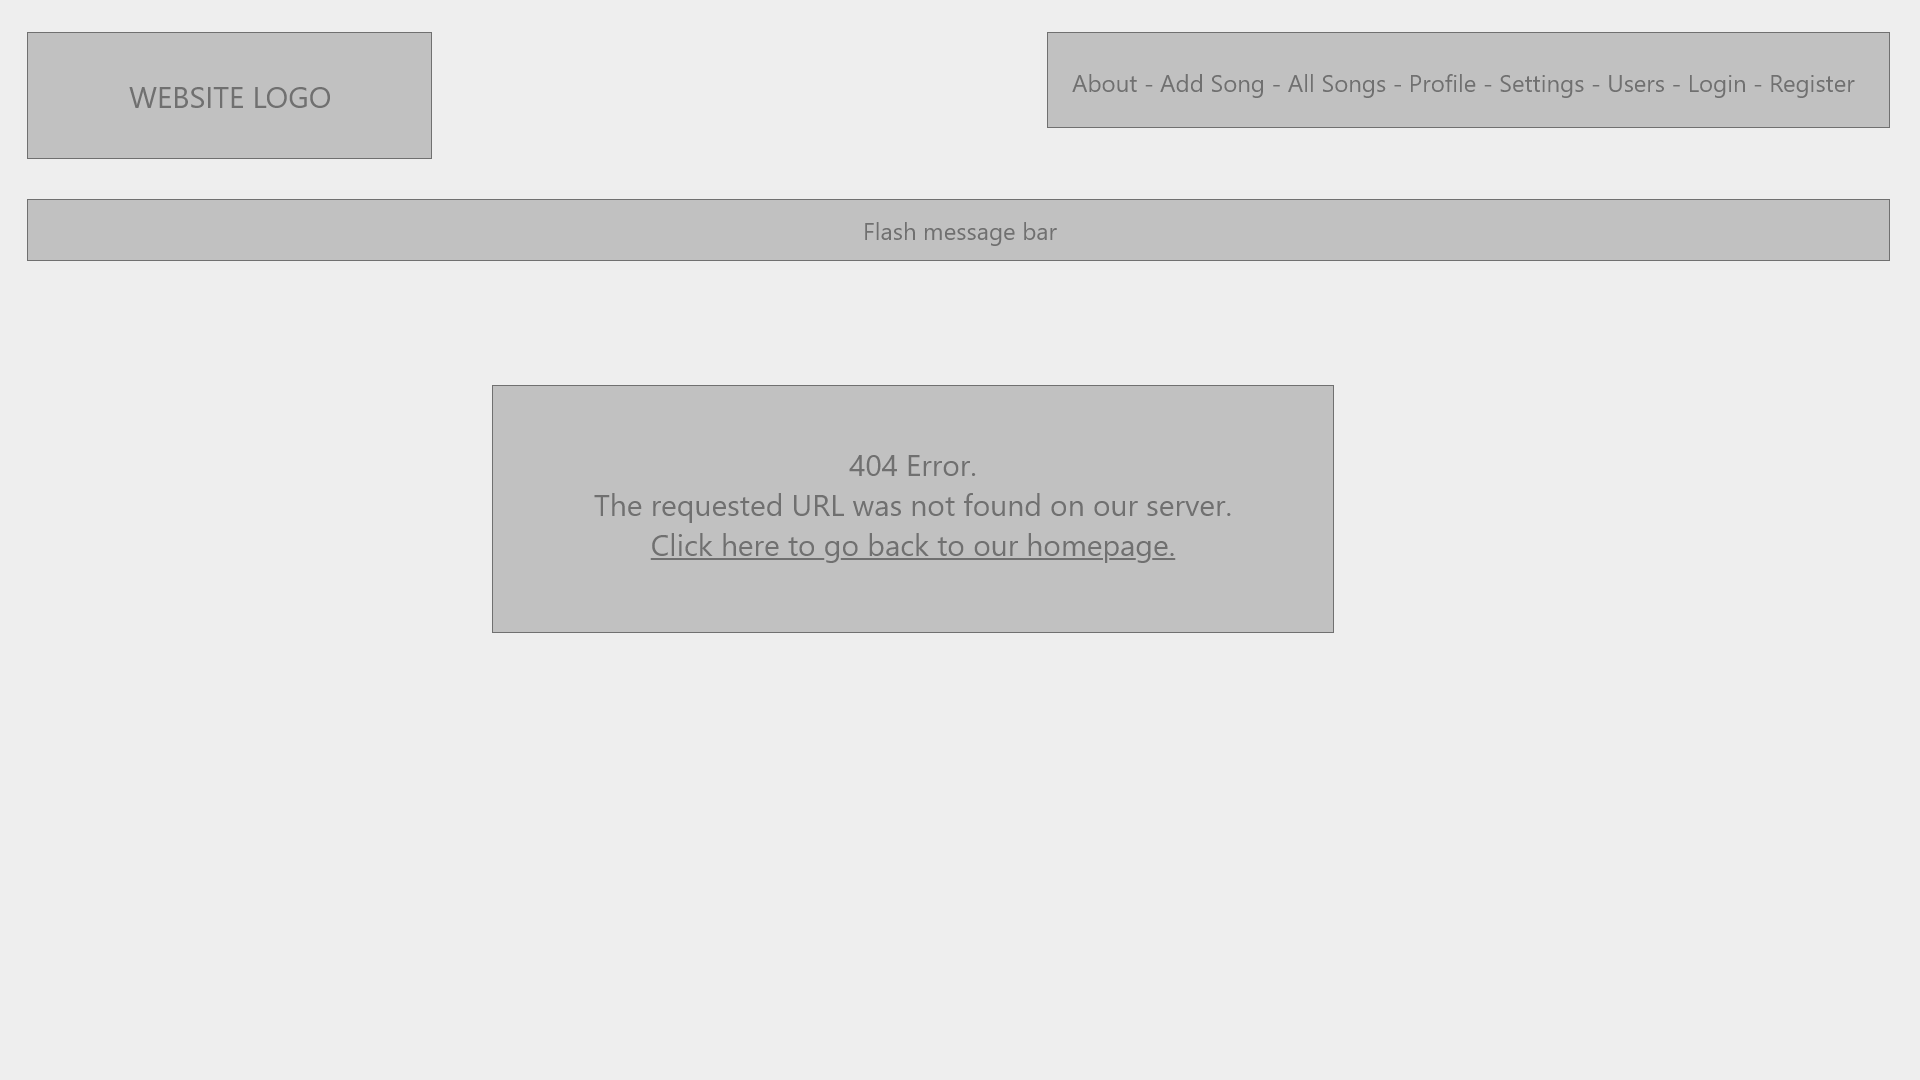 WEBSITE LOGO
About - Add Song - All Songs - Profile - Settings - Users - Login - Register
Flash message bar
404 Error.
The requested URL was not found on our server.
Click here to go back to our homepage.